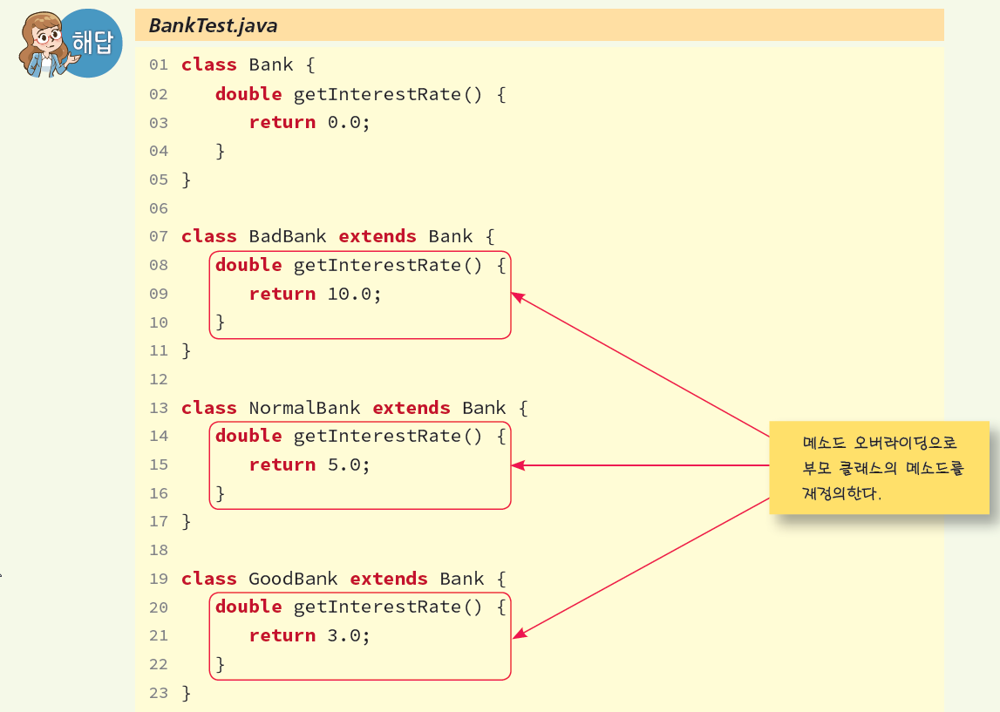 해답
BankTest.java
01 class Bank {
02 double getInterestRate() {
03 return 0.0;
04 }
05 }
06
07 class BadBank extends Bank {
08 double getInterestRate() {
09 return 10.0;
10 }
11 }
12
13 class NormalBank extends Bank {
14 double getInterestRate() {
15 return 5.0;
16 }
17 }
18
19 class GoodBank extends Bank {
20 double getInterestRate() {
21 return 3.0;
22 }
23 }
메소드 오버라이딩으로
부모 클래스의 메소드를
재정의한다.